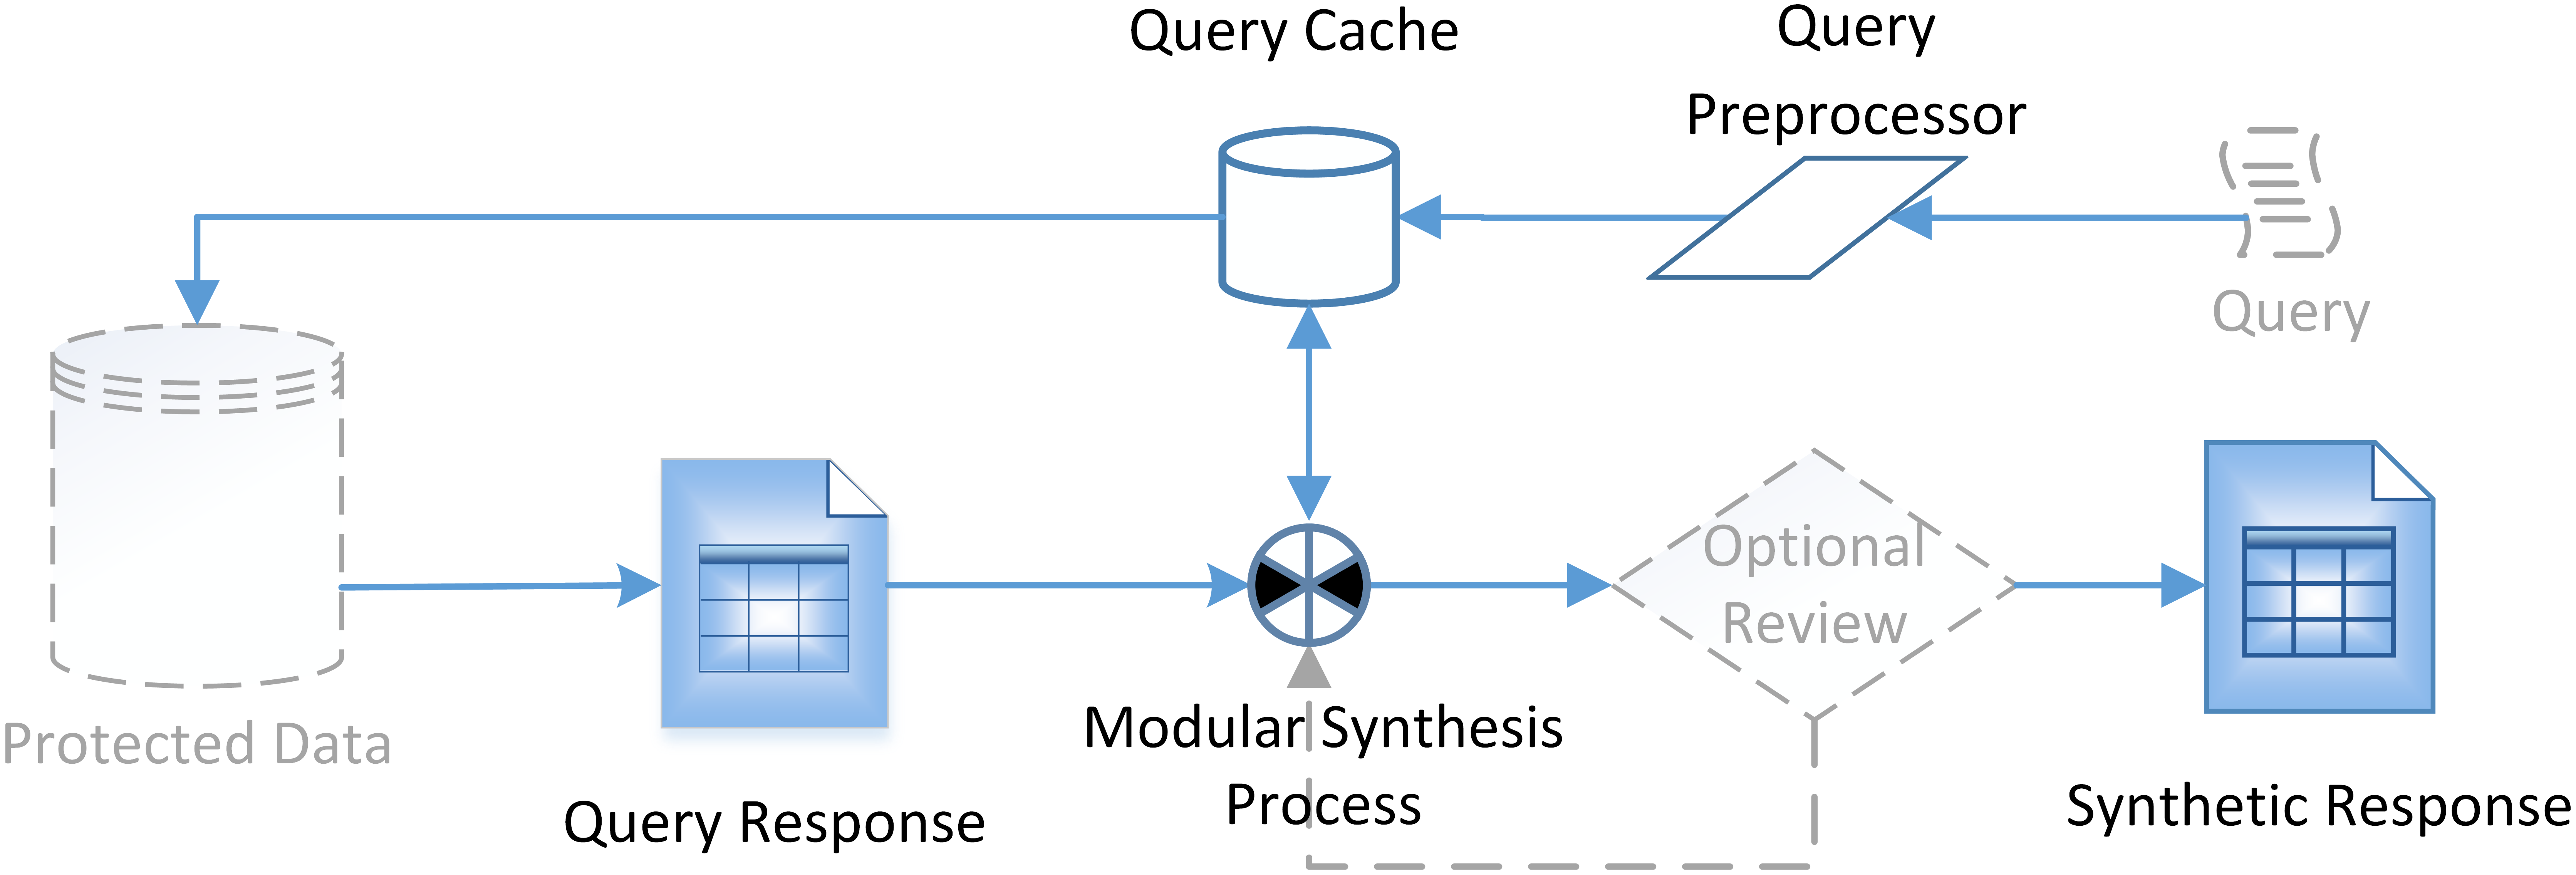 Query Cache
Query
Preprocessor
Query
Optional
Review
Protected Data
Query Response
Modular Synthesis
Process
Synthetic Response